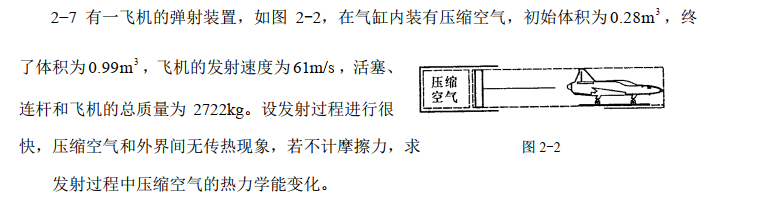 2−7 有一飞机的弹射装置，如图 2−2，在气缸内装有压缩空气，初始体积为0.28m³，终
了体积为0.99m³，飞机的发射速度为61m/s，活塞、
连杆和飞机的总质量为 2722kg。设发射过程进行很
快，压缩空气和外界间无传热现象，若不计摩擦力，求
发射过程中压缩空气的热力学能变化。
压缩
空气
图 2−2